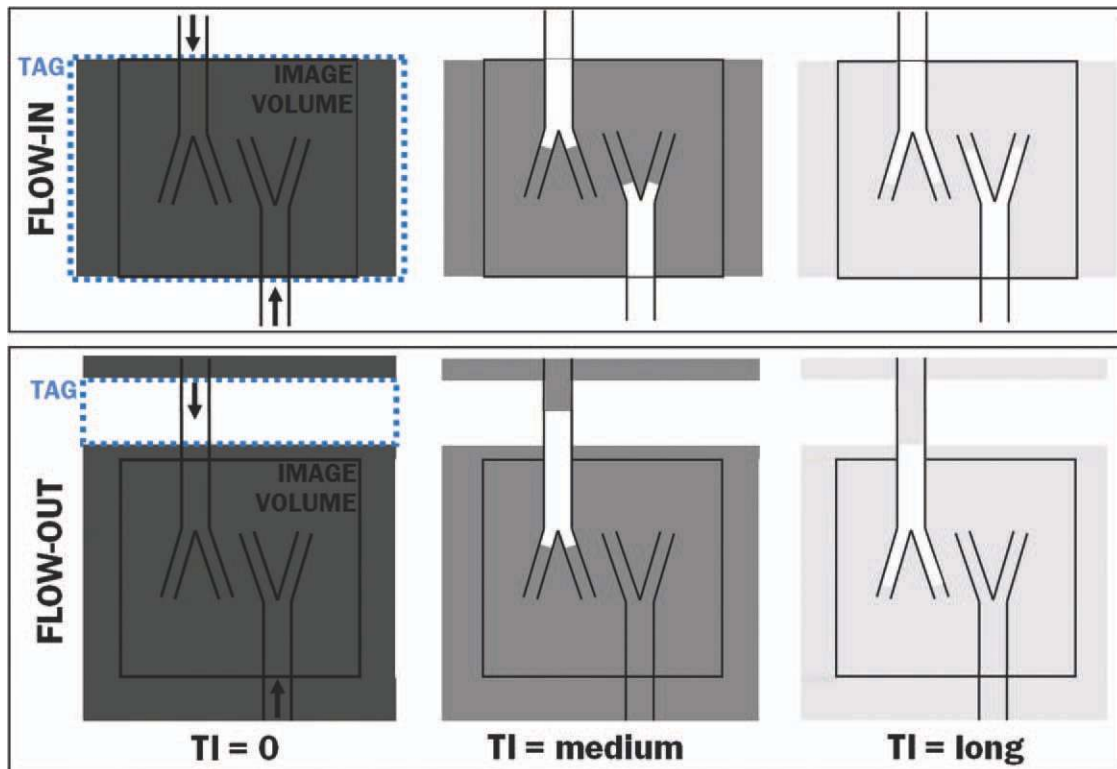 TAG
IMAGE
VOLUME
FLOW-IN
TAG
IMAGE
VOLUME
FLOW-OUT
TI = 0
TI = medium
TI = long